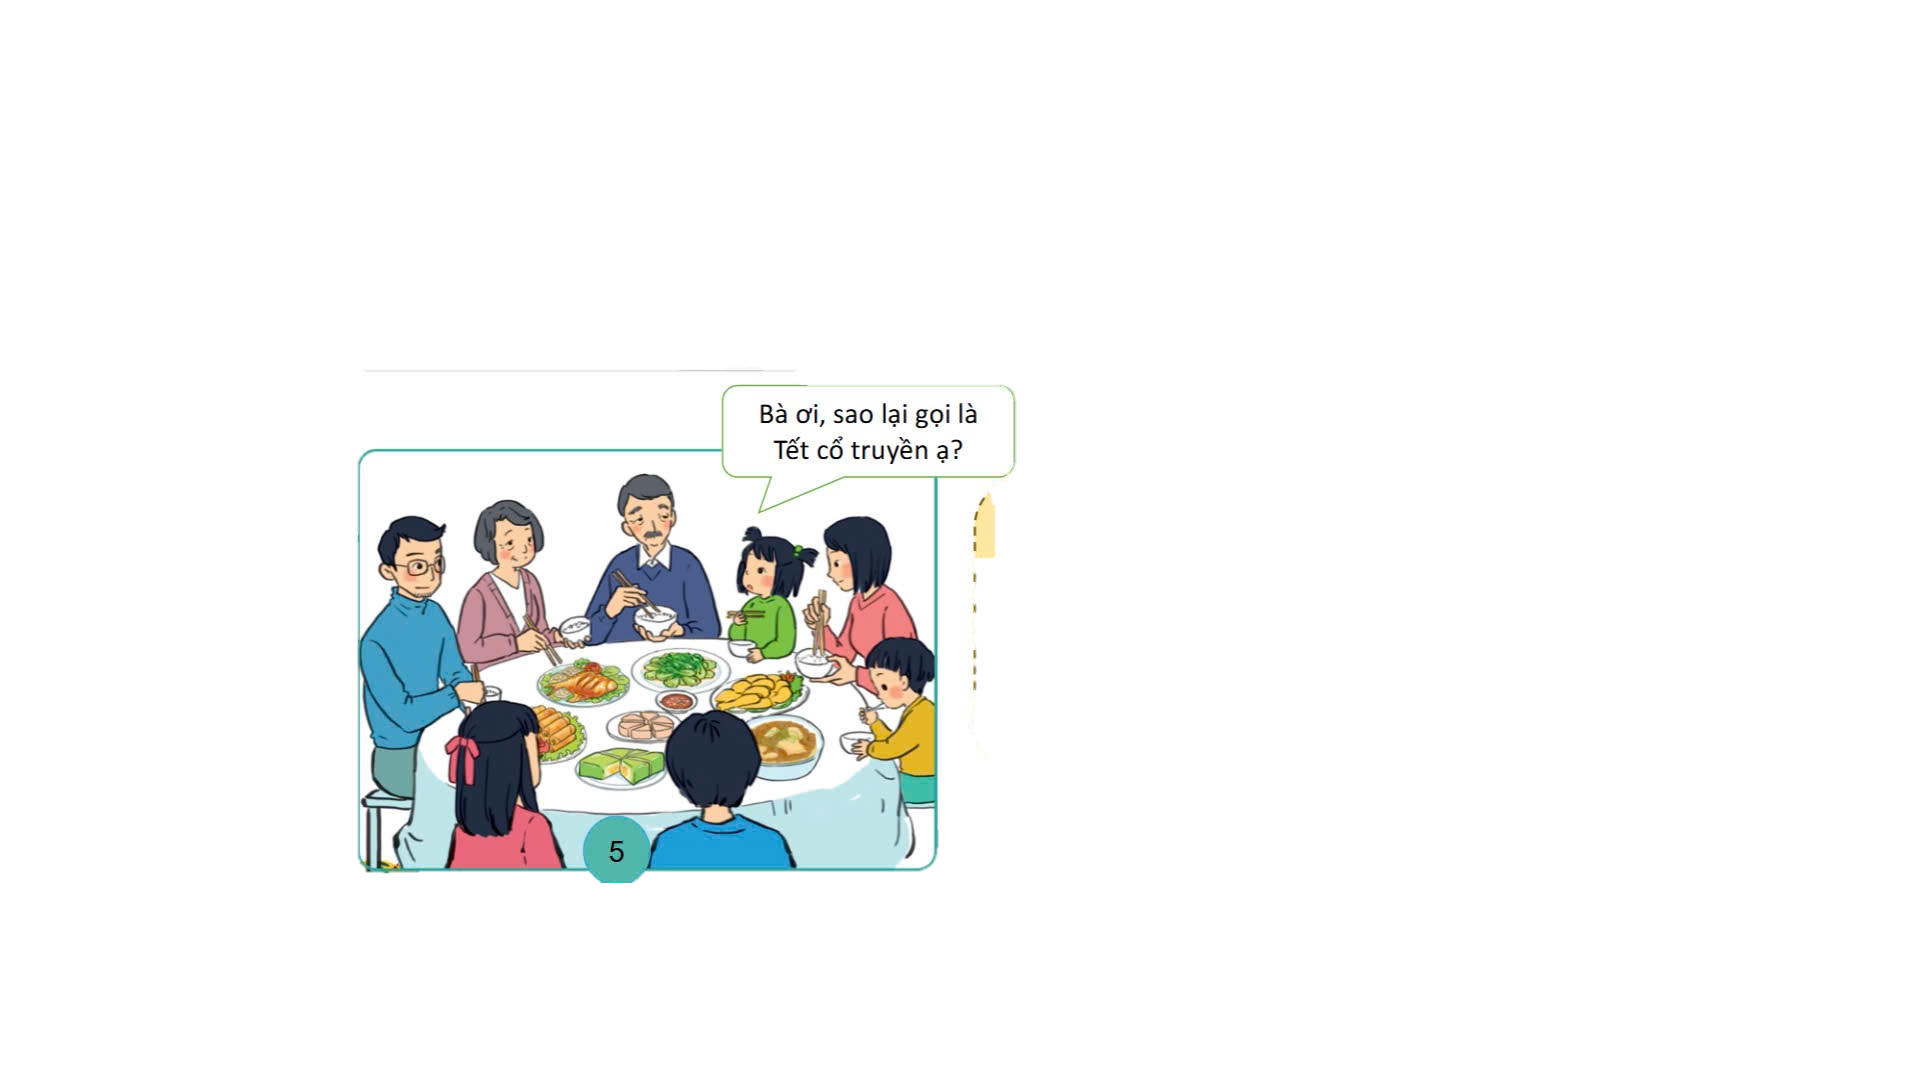 Bà ơi, sao lại gọi là
Tết cổ truyền ạ?
5